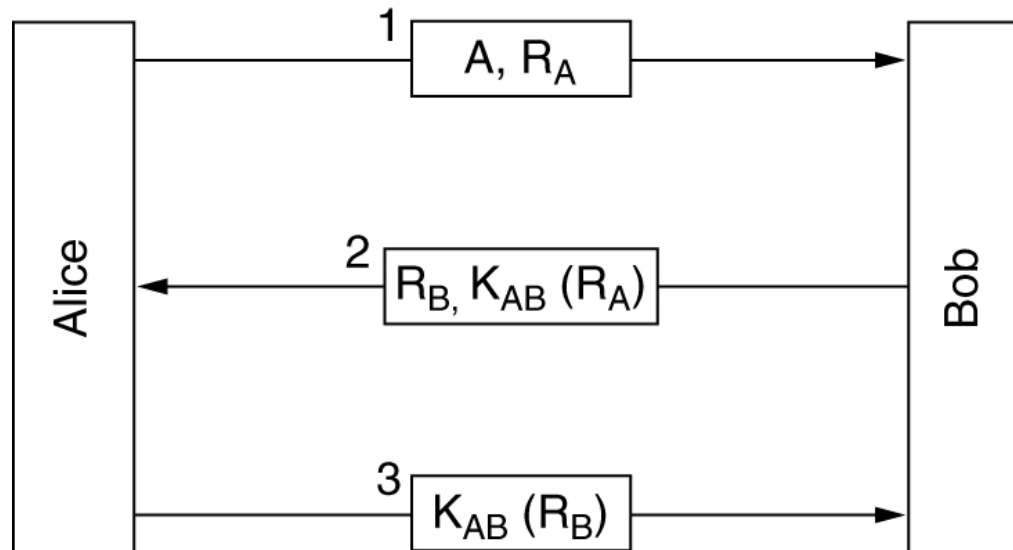 1
A, R_A
2
R_B, K_AB (R_A)
3
K_AB (R_B)
Alice
Bob